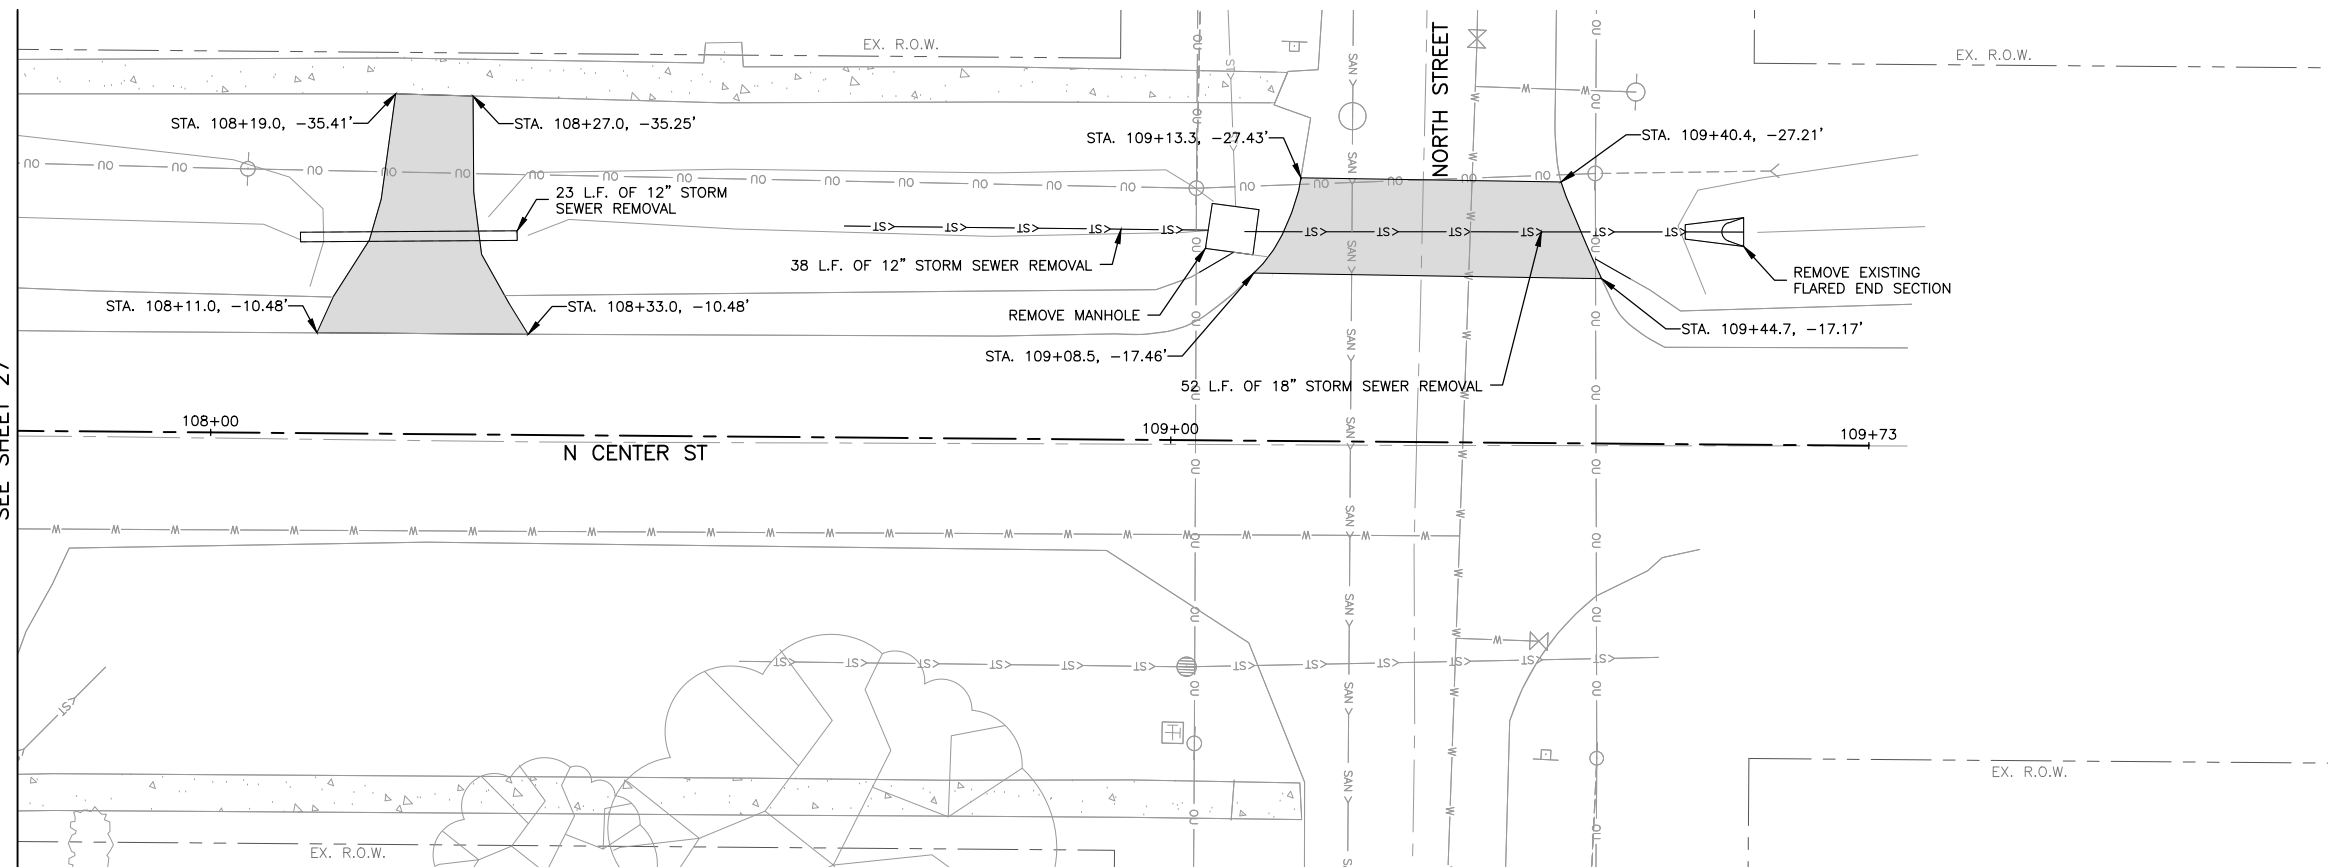 EX. R.O.W.
EX. R.O.W.
NORTH STREET
STA. 108+19.0, -35.41'
STA. 108+27.0, -35.25'
STA. 109+13.3, -27.43'
STA. 109+40.4, -27.21'
23 L.F. OF 12" STORM
SEWER REMOVAL
38 L.F. OF 12" STORM SEWER REMOVAL
REMOVE EXISTING
FLARED END SECTION
STA. 108+11.0, -10.48'
STA. 108+33.0, -10.48'
REMOVE MANHOLE
STA. 109+44.7, -17.17'
STA. 109+08.5, -17.46'
52 L.F. OF 18" STORM SEWER REMOVAL
SEE SHEET 27
108+00
109+00
109+73
N CENTER ST
EX. R.O.W.
EX. R.O.W.